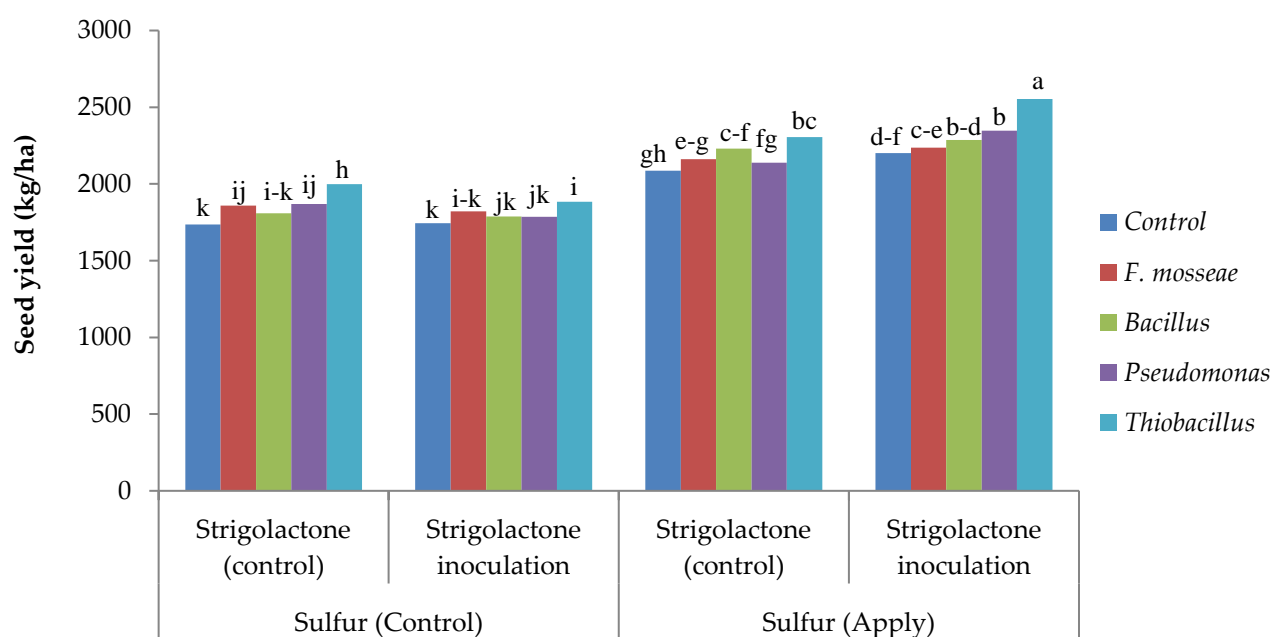 Seed yield (kg/ha)
3000
2500
2000
1500
1000
500
0
k ij i-k ij h
k i-k jk jk i
gh e-g c-f fg bc
d-f c-e b-d b a
Control
F. mosseae
Bacillus
Pseudomonas
Thiobacillus
Strigolactone
(control)
Strigolactone
inoculation
Strigolactone
(control)
Strigolactone
inoculation
Sulfur (Control)
Sulfur (Apply)